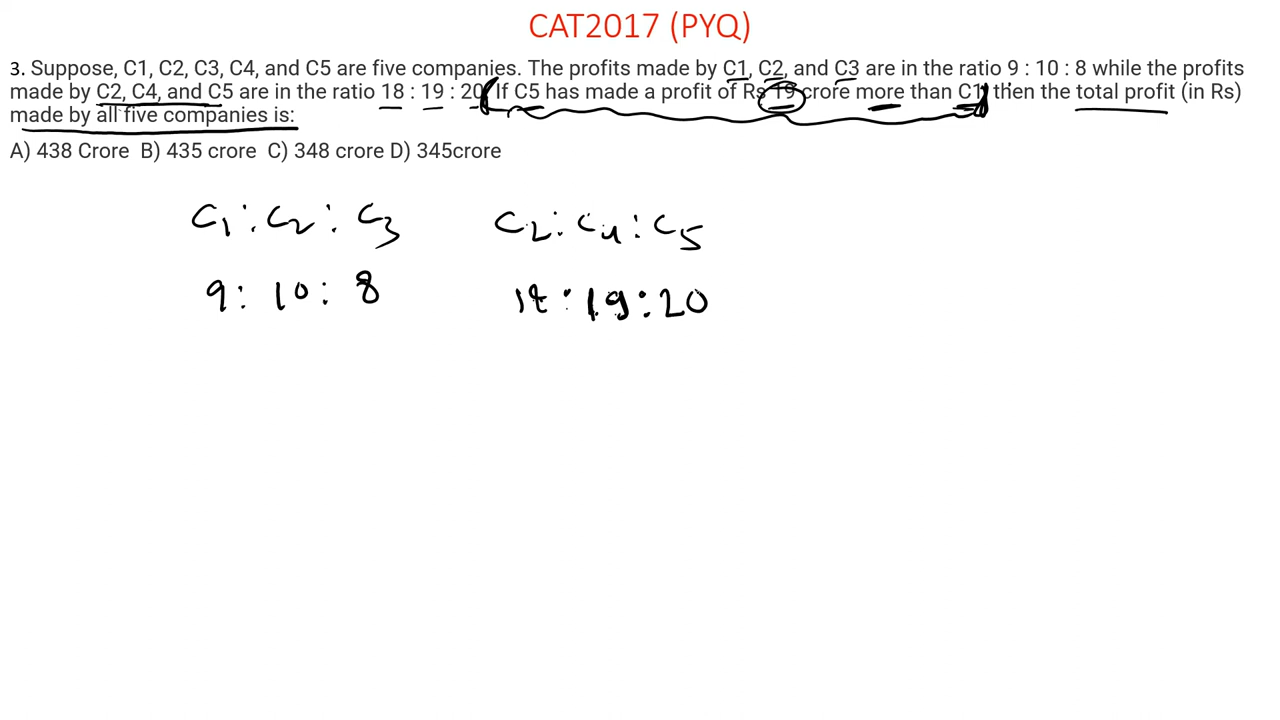 CAT2017 (PYQ)
3. Suppose, C1, C2, C3, C4, and C5 are five companies. The profits made by C1, C2, and C3 are in the ratio 9 : 10 : 8 while the profits
made by C2, C4, and C5 are in the ratio 18 : 19 : 20. If C5 has made a profit of Rs 19 crore more than C1, then the total profit (in Rs)
made by all five companies is:
A) 438 Crore B) 435 crore C) 348 crore D) 345crore
C1 : C2 : C3 C2 : C4 : C5
9 : 10 : 8 18 : 19 : 20